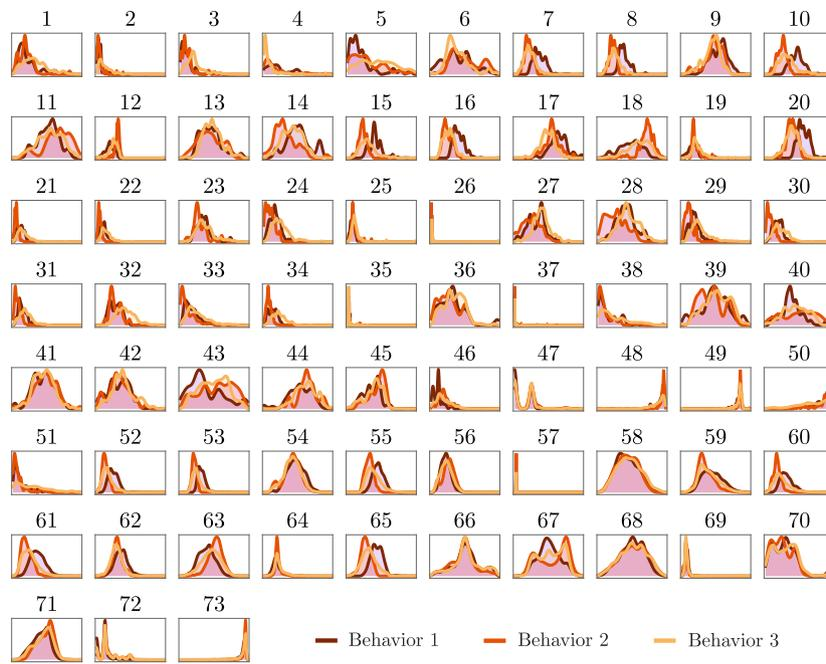 1 2 3 4 5 6 7 8 9 10
11 12 13 14 15 16 17 18 19 20
21 22 23 24 25 26 27 28 29 30
31 32 33 34 35 36 37 38 39 40
41 42 43 44 45 46 47 48 49 50
51 52 53 54 55 56 57 58 59 60
61 62 63 64 65 66 67 68 69 70
71 72 73
Behavior 1 Behavior 2 Behavior 3